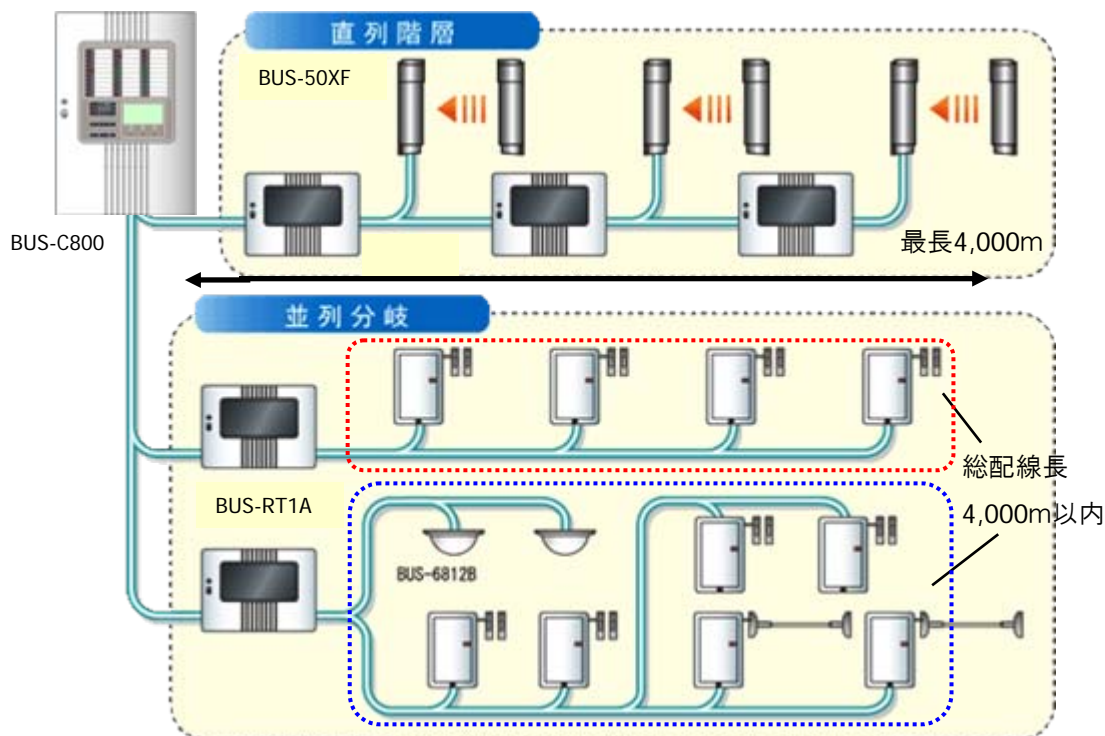 直列階層
BUS-50XF
BUS-C800
最長4,000m
並列分岐
総配線長
4,000m以内
BUS-RT1A
BUS-6812B